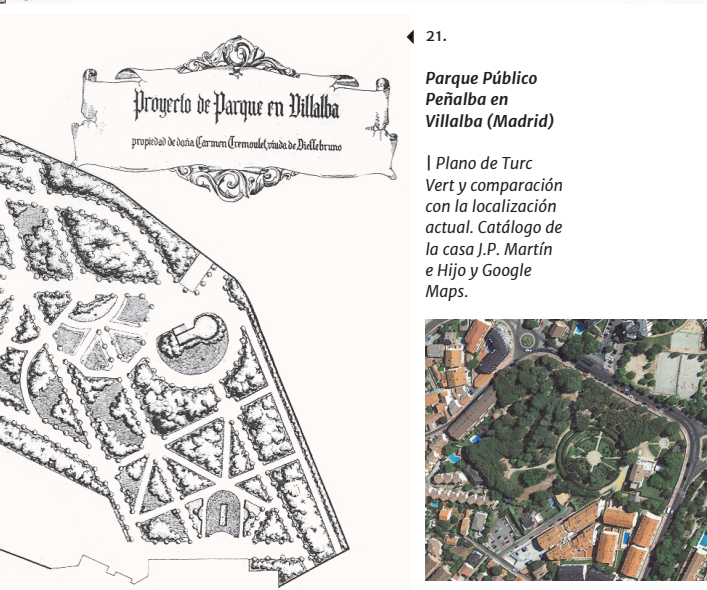 Proyecto de Parque en Villalba
propiedad de doña Carmen Tremoulet, viuda de Dieffebruno
21.
Parque Público
Peñalba en
Villalba (Madrid)
| Plano de Turc
Vert y comparación
con la localización
actual. Catálogo de
la casa J.P. Martín
e Hijo y Google
Maps.